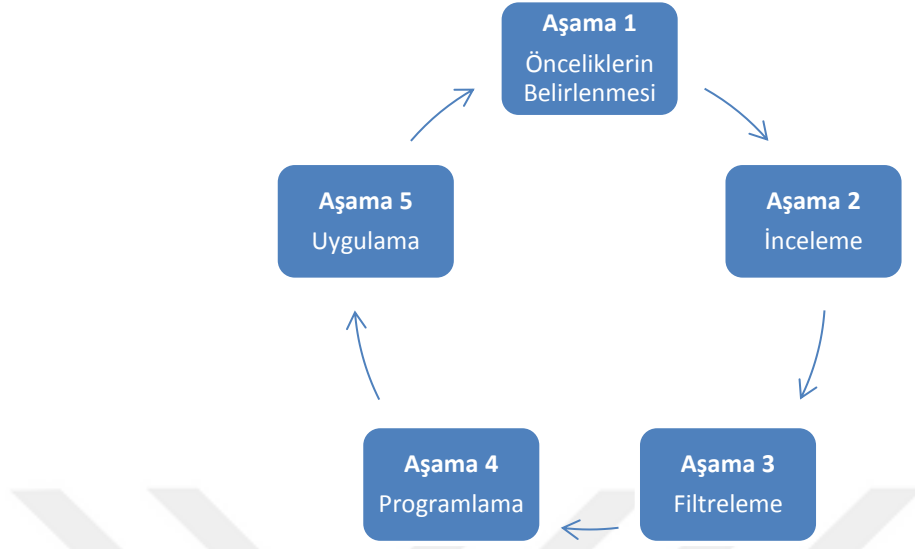 Aşama 1
Önceliklerin
Belirlenmesi
Aşama 2
İnceleme
Aşama 3
Filtreleme
Aşama 4
Programlama
Aşama 5
Uygulama